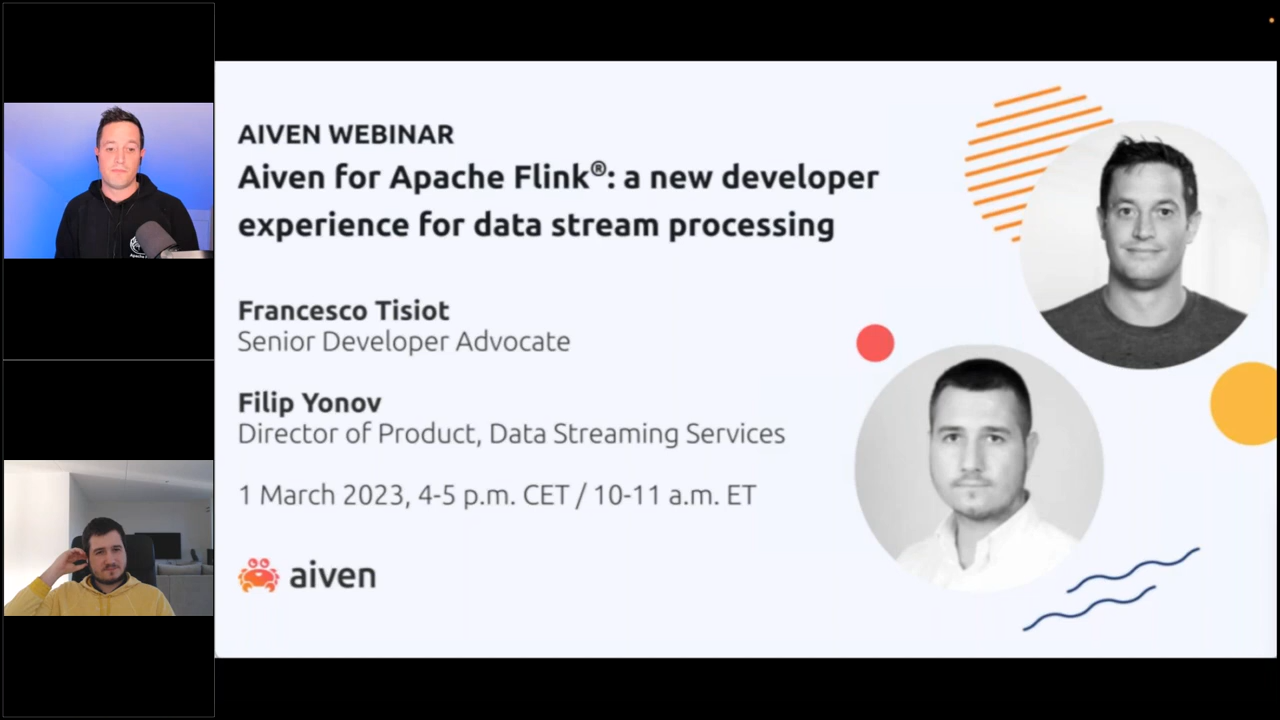 AIVEN WEBINAR
Aiven for Apache Flink®: a new developer
experience for data stream processing
Francesco Tisiot
Senior Developer Advocate
Filip Yonov
Director of Product, Data Streaming Services
1 March 2023, 4-5 p.m. CET / 10-11 a.m. ET
aiven